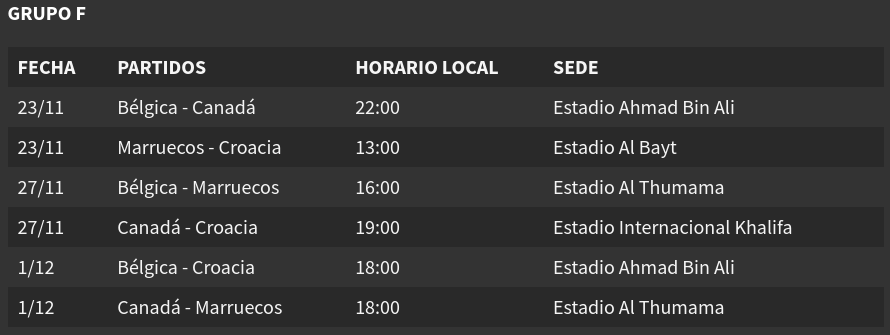 GRUPO F
FECHA PARTIDOS HORARIO LOCAL SEDE
23/11 Bélgica - Canadá 22:00 Estadio Ahmad Bin Ali
23/11 Marruecos - Croacia 13:00 Estadio Al Bayt
27/11 Bélgica - Marruecos 16:00 Estadio Al Thumama
27/11 Canadá - Croacia 19:00 Estadio Internacional Khalifa
1/12 Bélgica - Croacia 18:00 Estadio Ahmad Bin Ali
1/12 Canadá - Marruecos 18:00 Estadio Al Thumama